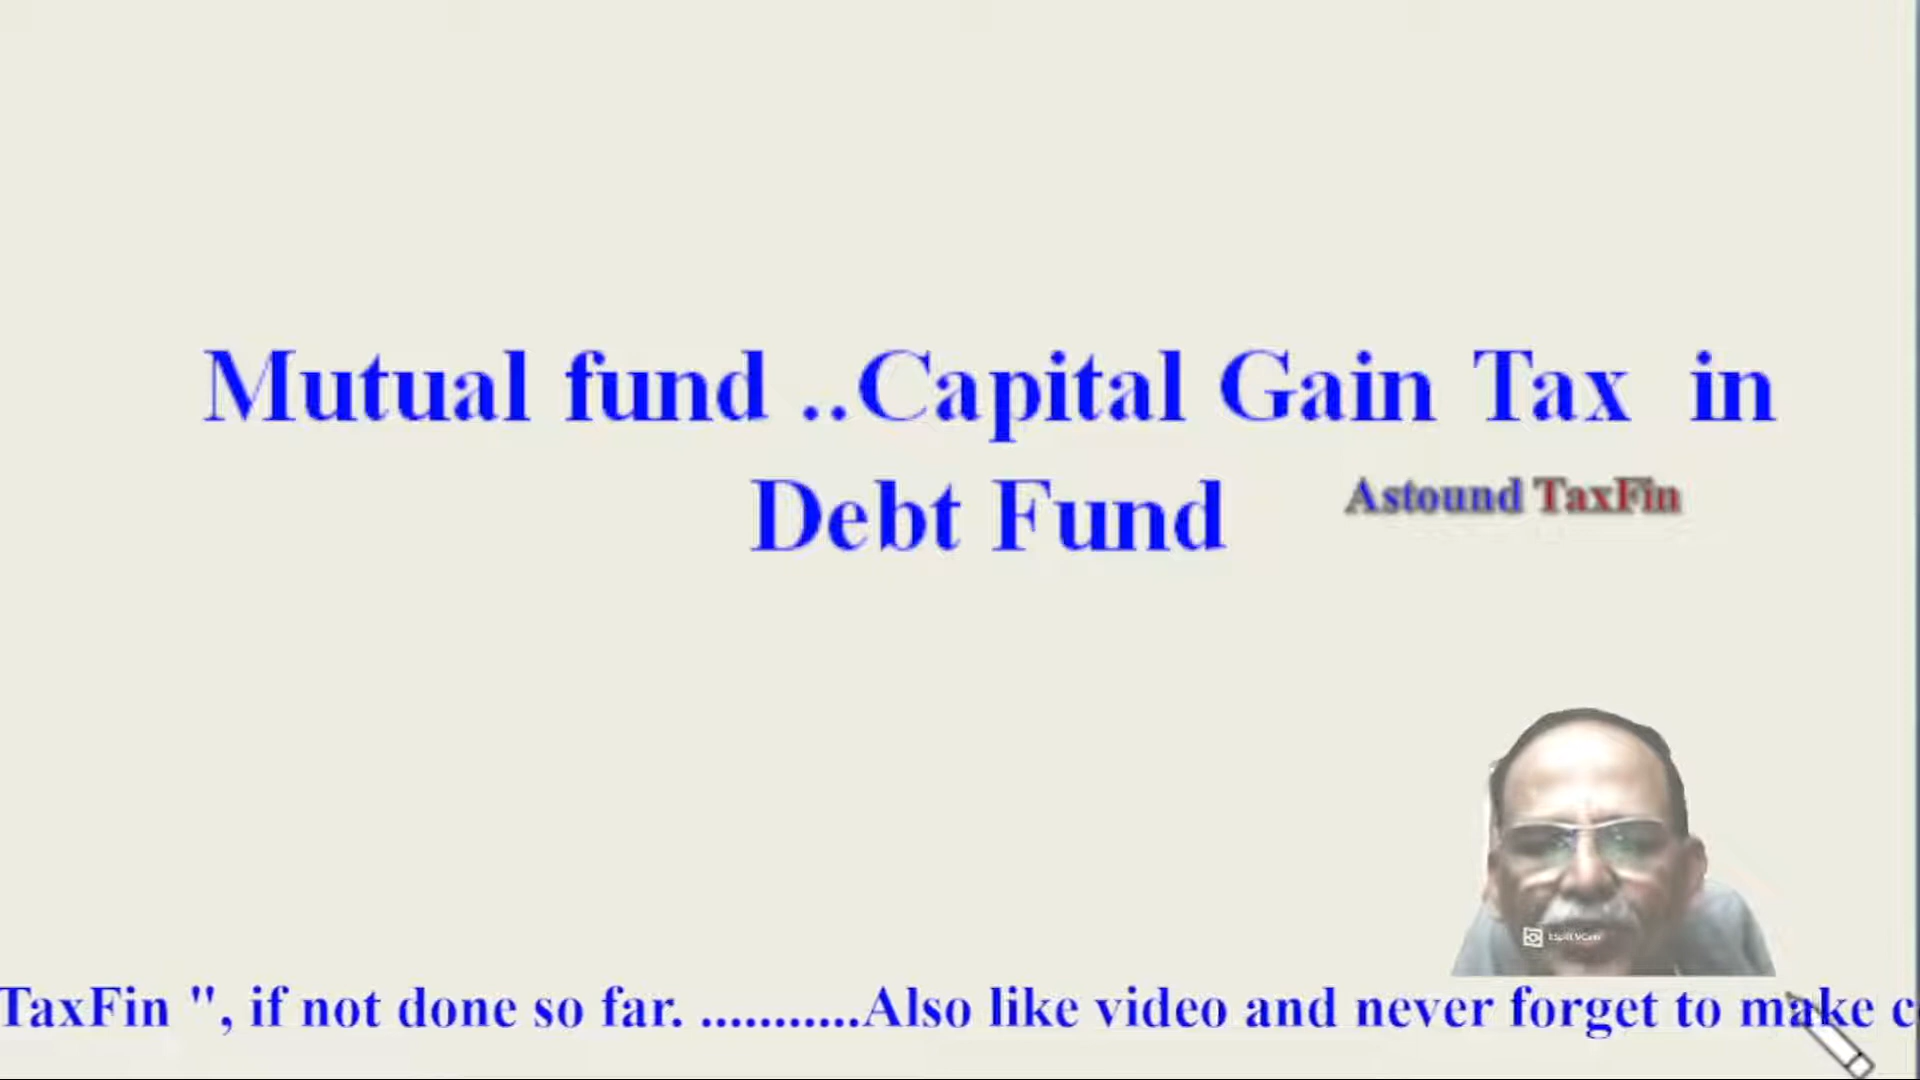 Mutual fund ..Capital Gain Tax in
Debt Fund
Astound TaxFin
TaxFin ", if not done so far. ...........Also like video and never forget to make c